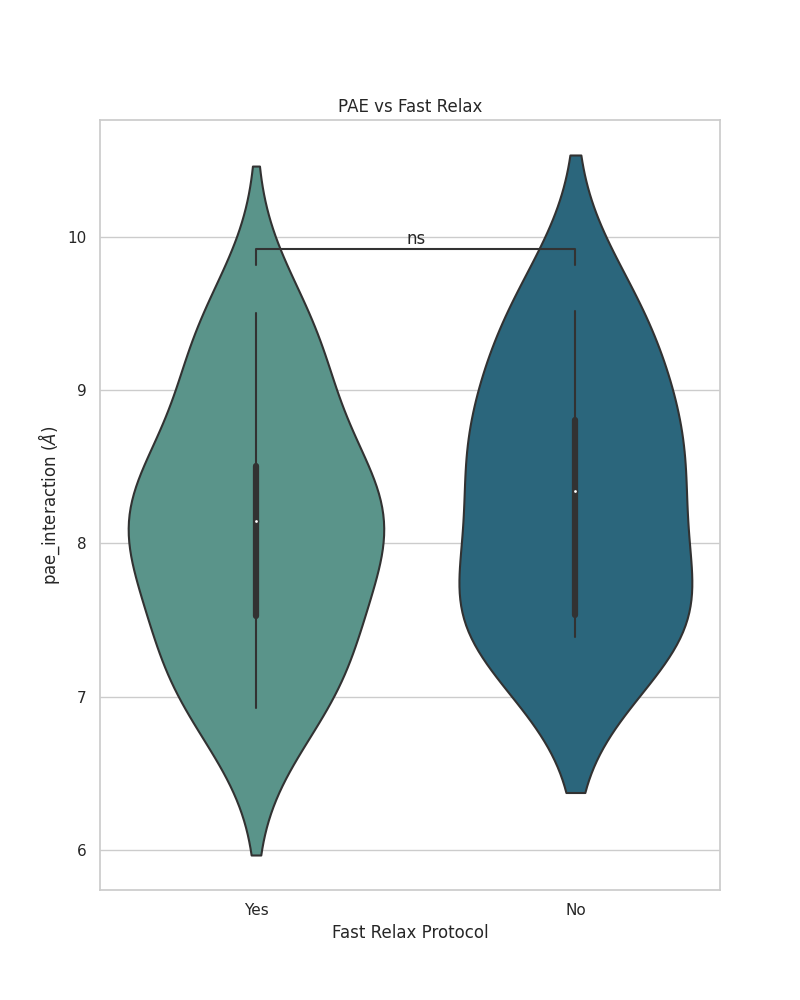 PAE vs Fast Relax
10
9
8
7
6
pae_interaction (Å)
ns
Yes
No
Fast Relax Protocol